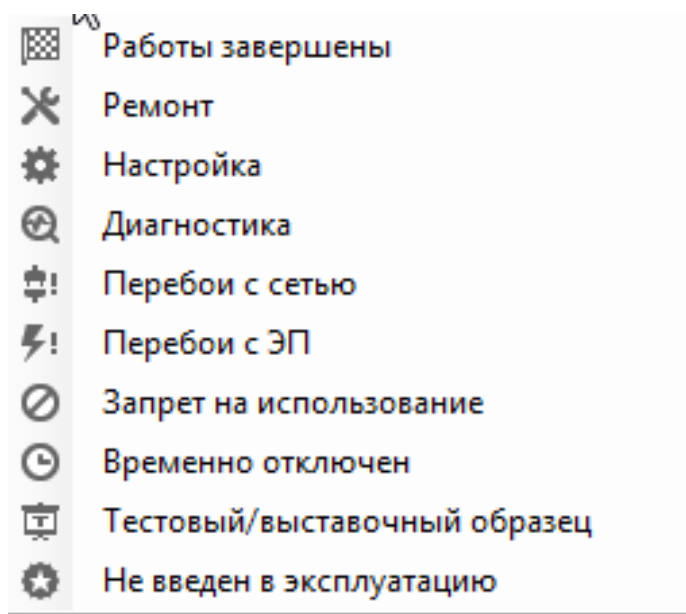 Работы завершены
Ремонт
Настройка
Диагностика
Перебои с сетью
Перебои с ЭП
Запрет на использование
Временно отключен
Тестовый/выставочный образец
Не введен в эксплуатацию